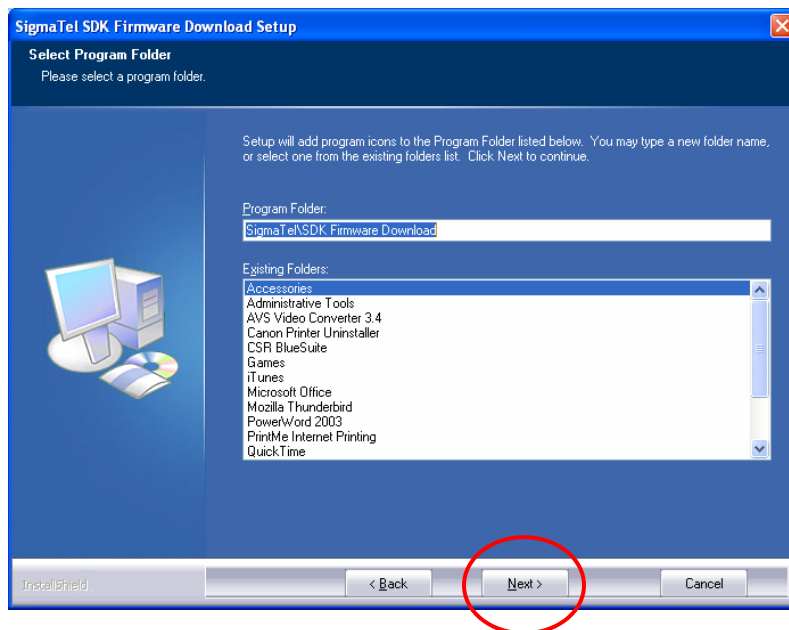 SigmaTel SDK Firmware Download Setup
Select Program Folder
Please select a program folder.
Setup will add program icons to the Program Folder listed below. You may type a new folder name,
or select one from the existing folders list. Click Next to continue.
Program Folder:
SigmaTel\SDK Firmware Download
Existing Folders:
Accessories
Administrative Tools
AVS Video Converter 3.4
Canon Printer Uninstaller
CSR BlueSuite
Games
iTunes
Microsoft Office
Mozilla Thunderbird
PowerWord 2003
PrintMe Internet Printing
QuickTime
InstallShield
< Back
Next >
Cancel